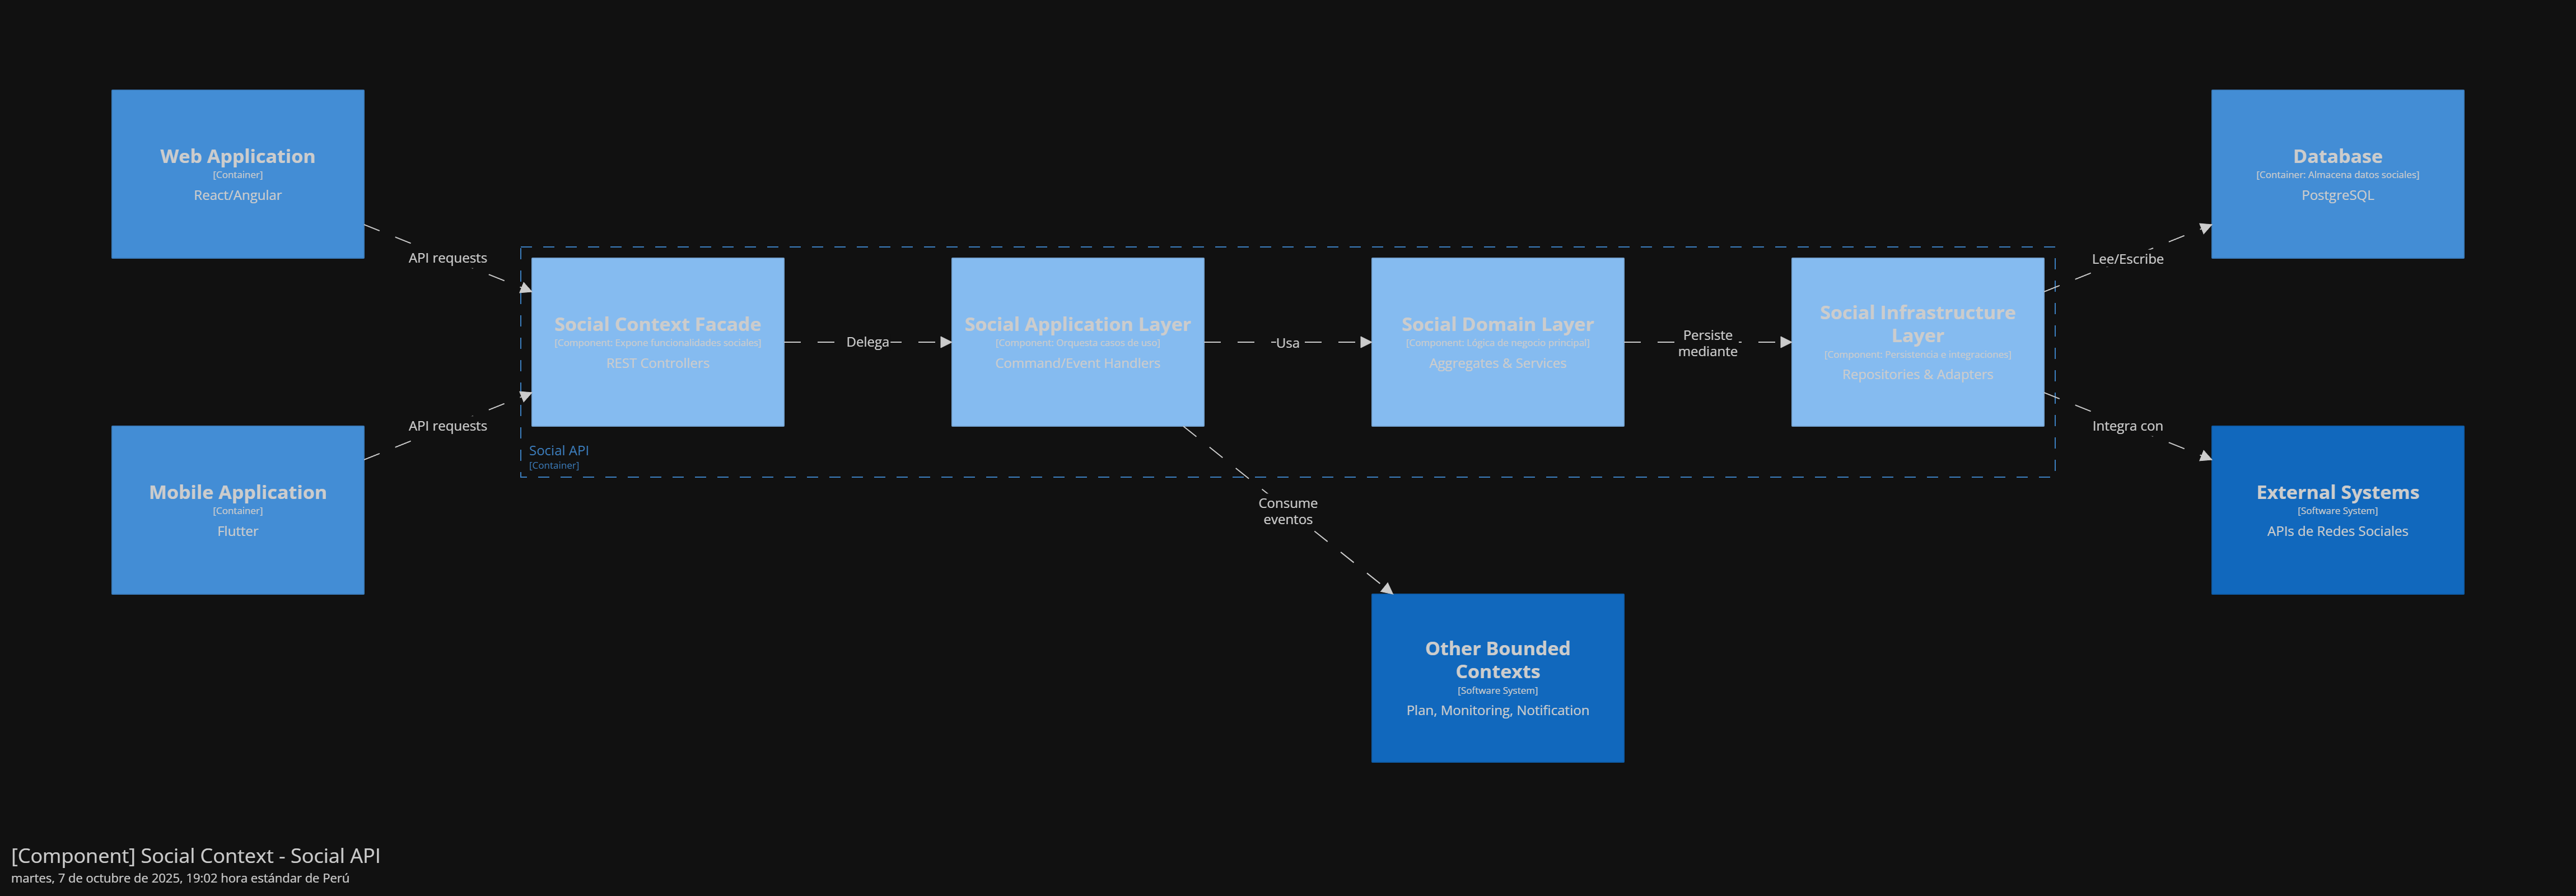 Web Application
[Container]
React/Angular
Database
[Container: Almacena datos sociales]
PostgreSQL
API requests
Lee/Escribe
Social Context Facade
[Component: Expone funcionalidades sociales]
REST Controllers
Delega
Social Application Layer
[Component: Orquesta casos de uso]
Command/Event Handlers
Usa
Social Domain Layer
[Component: Lógica de negocio principal]
Aggregates & Services
Persiste
mediante
Social Infrastructure
Layer
[Component: Persistencia e integraciones]
Repositories & Adapters
API requests
Integra con
Social API
[Container]
Mobile Application
[Container]
Flutter
Consume
eventos
External Systems
[Software System]
APIs de Redes Sociales
Other Bounded
Contexts
[Software System]
Plan, Monitoring, Notification
[Component] Social Context - Social API
martes, 7 de octubre de 2025, 19:02 hora estándar de Perú